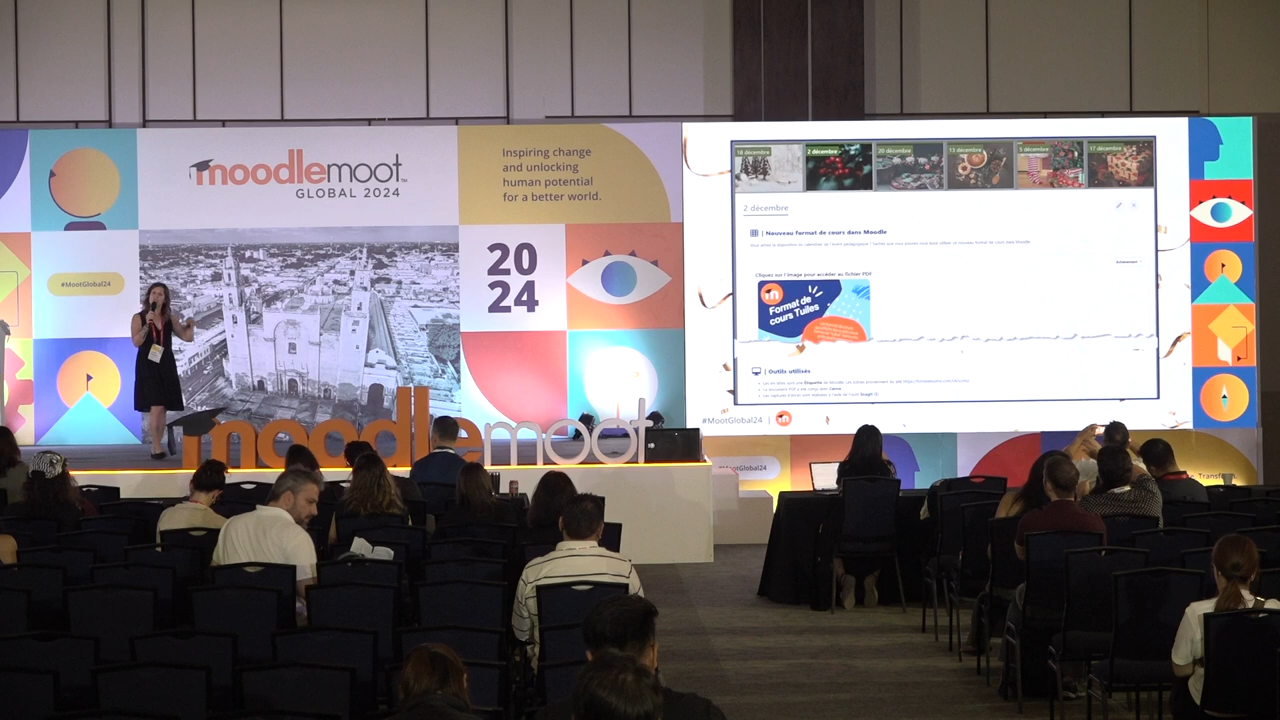 moodlemoot
GLOBAL 2024
Inspiring change
and unlocking
human potential
for a better world.
#MootGlobal24
20
24
moodlemoot
18 décembre
2 décembre
20 décembre
13 décembre
5 décembre
17 décembre
2 décembre
| Nouveau format de cours dans Moodle
Cliquez sur l'image pour accéder au fichier PDF
m
Format de
cours Tuiles
| Outils utilisés
#MootGlobal24 | m
#MootGlobal24